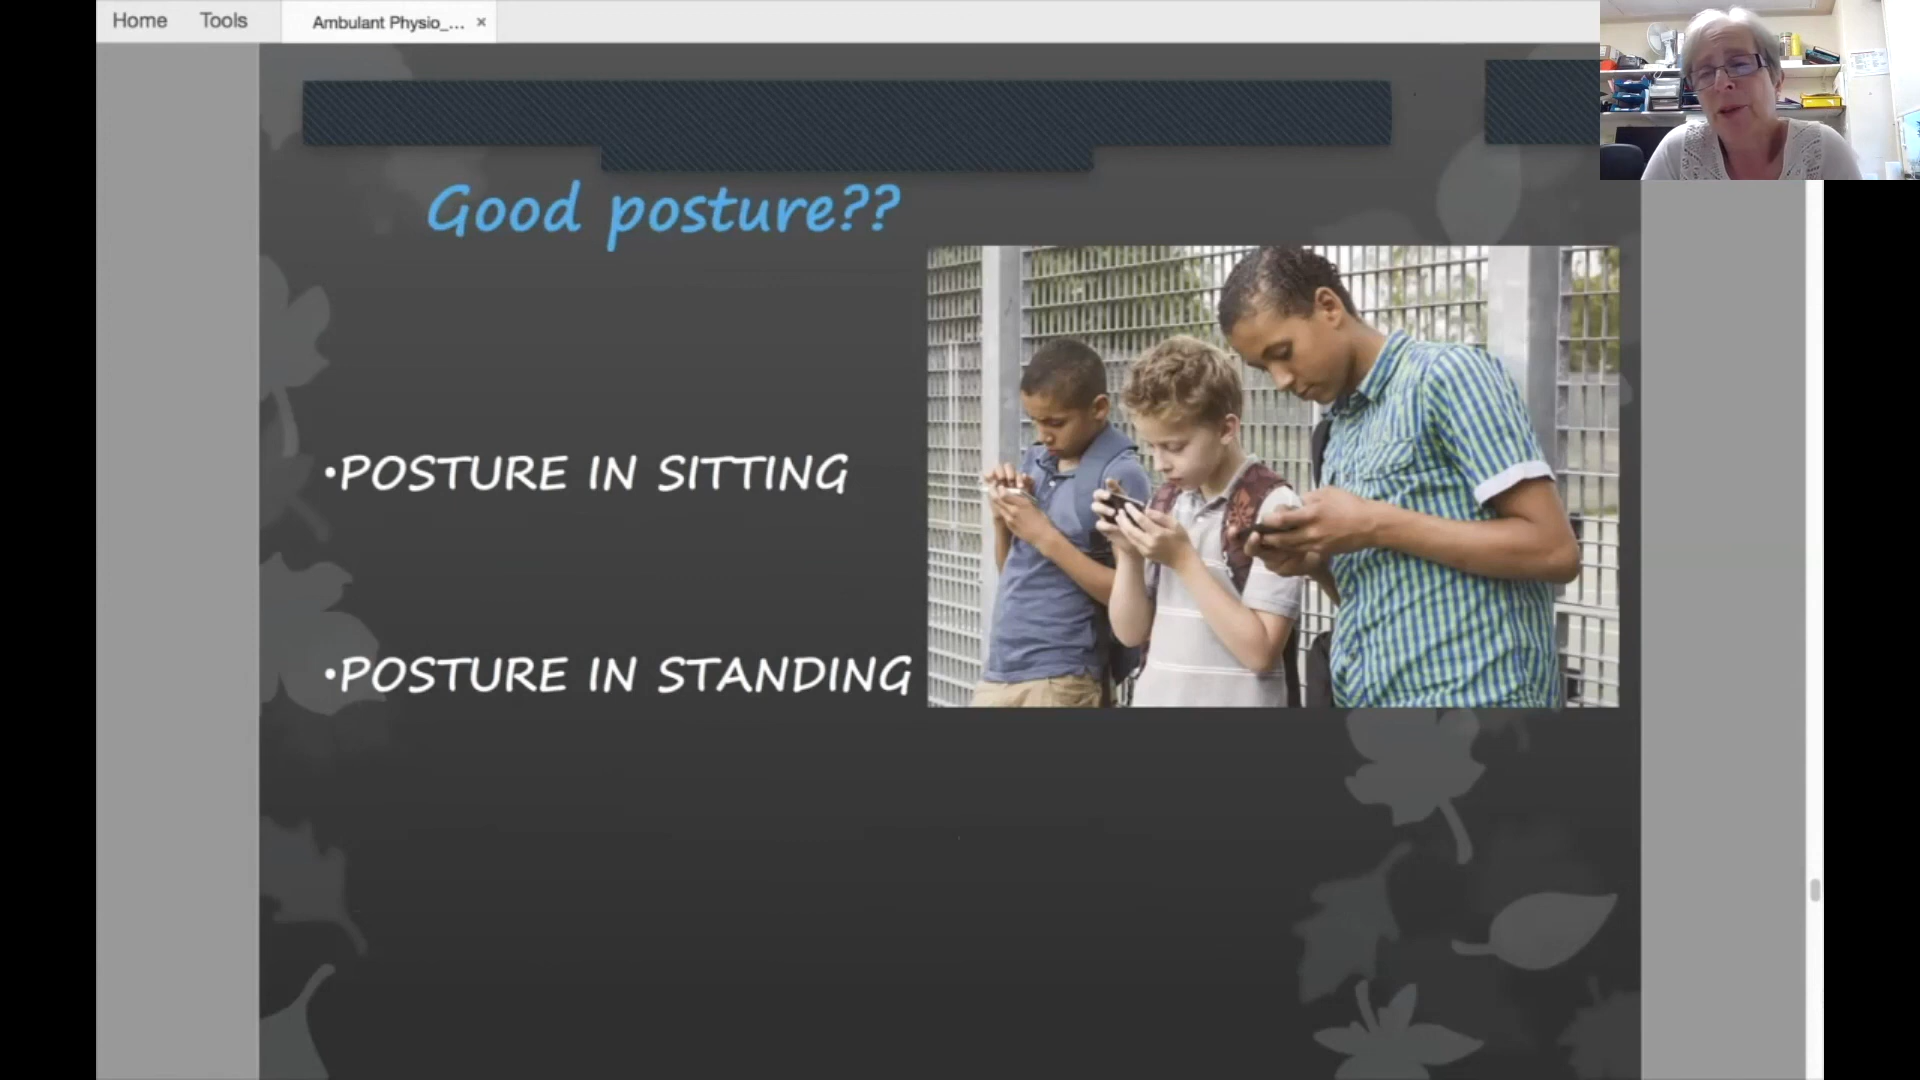 Home Tools Ambulant Physio_... ×
Good posture??
•POSTURE IN SITTING
•POSTURE IN STANDING